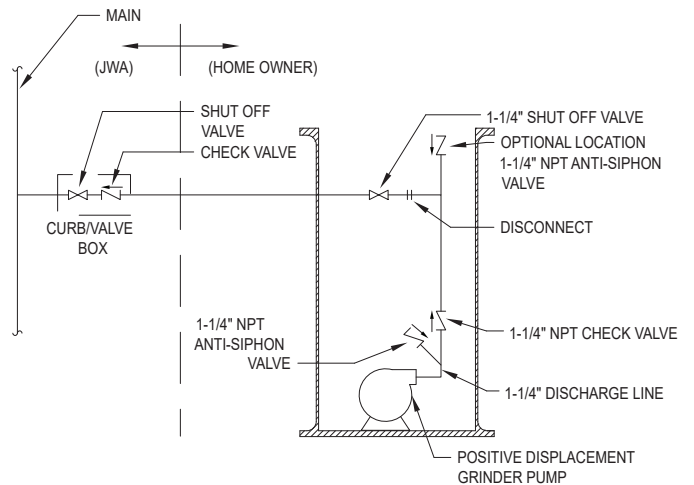 MAIN
(JWA)
(HOME OWNER)
SHUT OFF
VALVE
CHECK VALVE
CURB/VALVE
BOX
1-1/4" SHUT OFF VALVE
OPTIONAL LOCATION
1-1/4" NPT ANTI-SIPHON
VALVE
DISCONNECT
1-1/4" NPT
ANTI-SIPHON
VALVE
1-1/4" NPT CHECK VALVE
1-1/4" DISCHARGE LINE
POSITIVE DISPLACEMENT
GRINDER PUMP